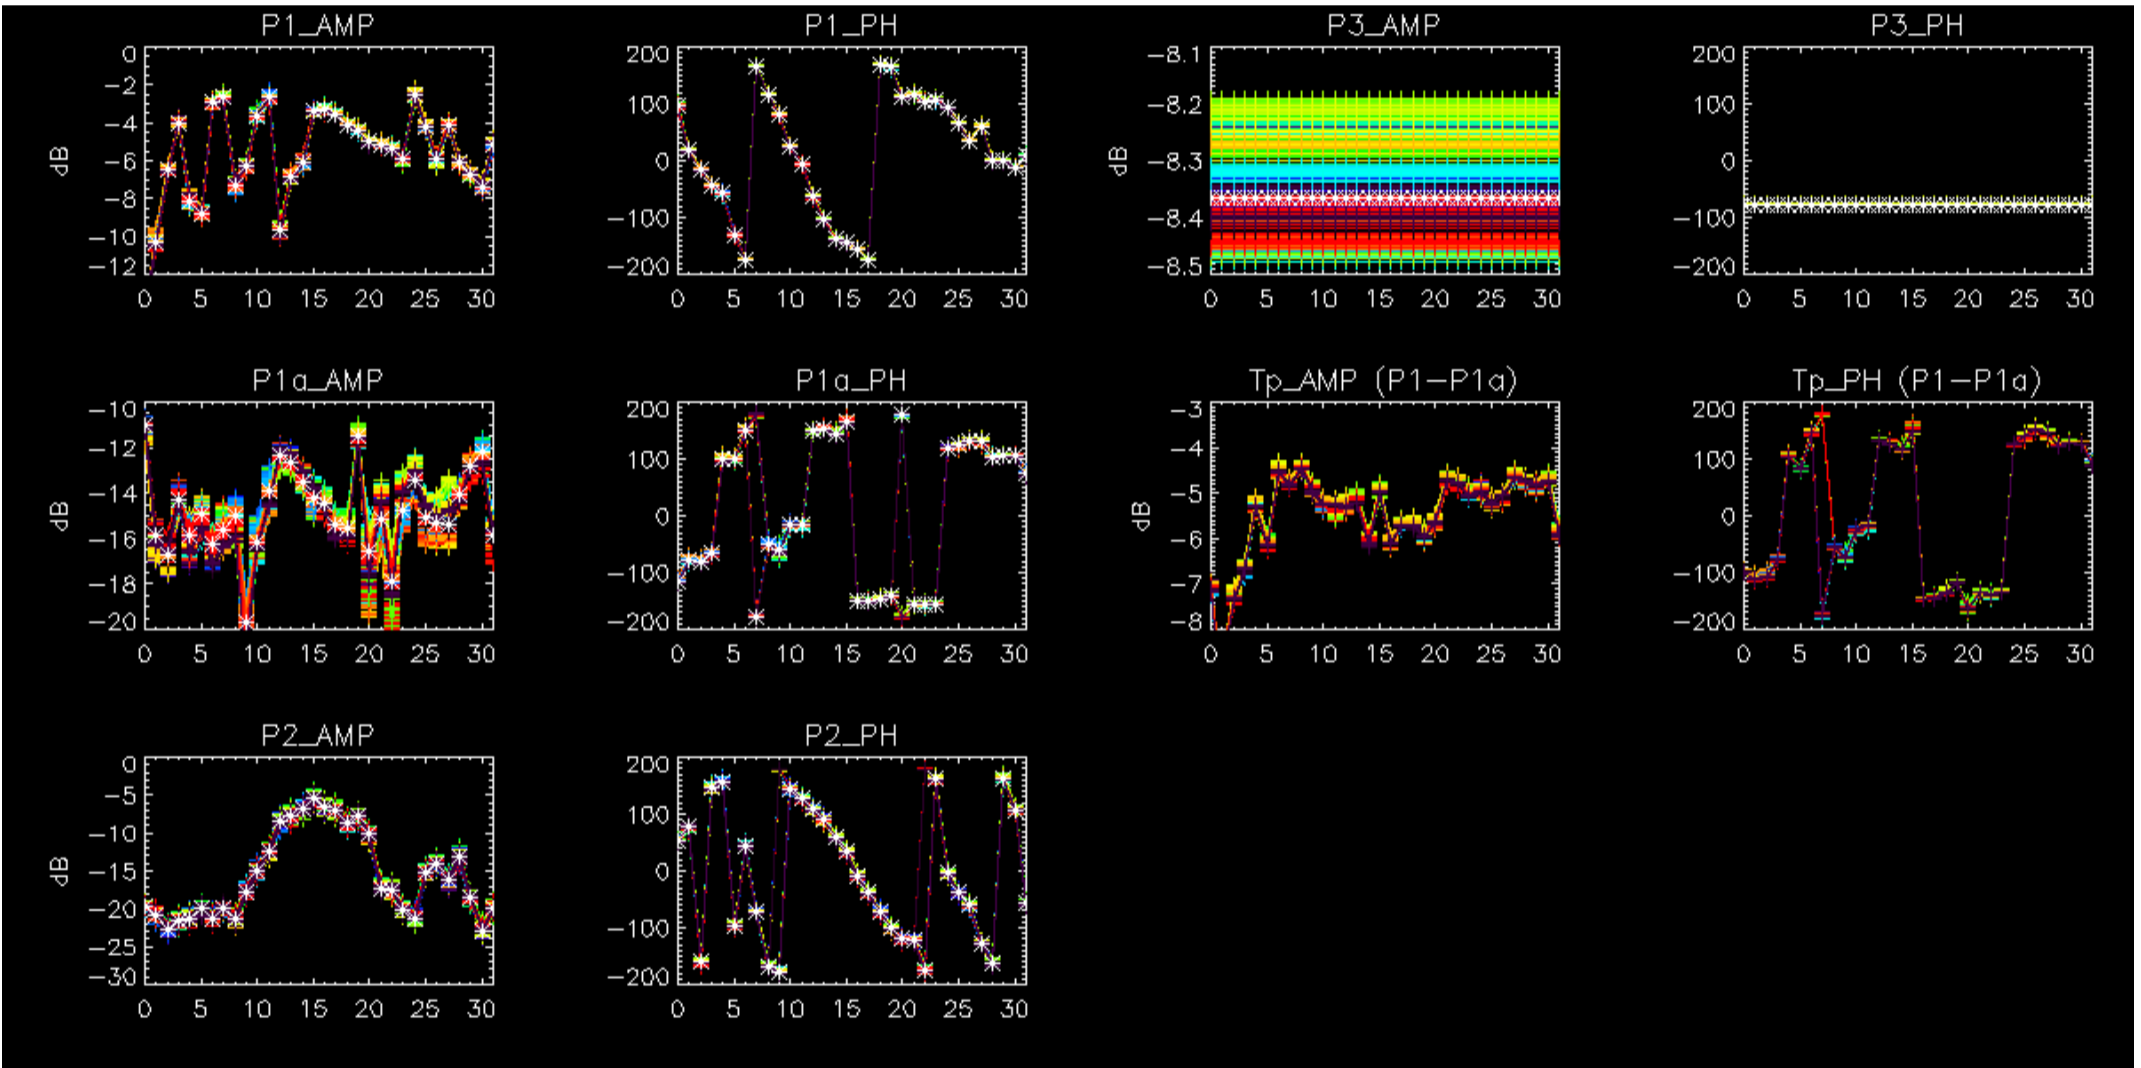 P1_AMP
P1_PH
P3_AMP
P3_PH
0
-2
-4
-6
-8
-10
-12
dB
0 5 10 15 20 25 30
200
100
0
-100
-200
0 5 10 15 20 25 30
-8.1
-8.2
-8.3
-8.4
-8.5
dB
0 5 10 15 20 25 30
200
100
0
-100
-200
0 5 10 15 20 25 30
P1a_AMP
P1a_PH
Tp_AMP (P1-P1a)
Tp_PH (P1-P1a)
-10
-12
-14
-16
-18
-20
dB
0 5 10 15 20 25 30
200
100
0
-100
-200
0 5 10 15 20 25 30
-3
-4
-5
-6
-7
-8
dB
0 5 10 15 20 25 30
200
100
0
-100
-200
0 5 10 15 20 25 30
P2_AMP
P2_PH
0
-5
-10
-15
-20
-25
-30
dB
0 5 10 15 20 25 30
200
100
0
-100
-200
0 5 10 15 20 25 30